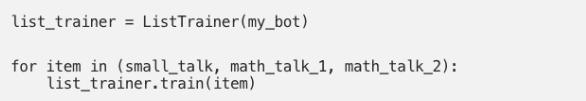 list_trainer = ListTrainer(my_bot)
for item in (small_talk, math_talk_1, math_talk_2):
    list_trainer.train(item)